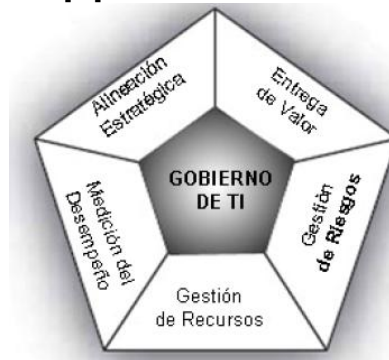 Alineación
Estratégica
Entrega
de Valor
GOBIERNO
DE TI
Medición del
Desempeño
Gestión
de Riesgos
Gestión
de Recursos